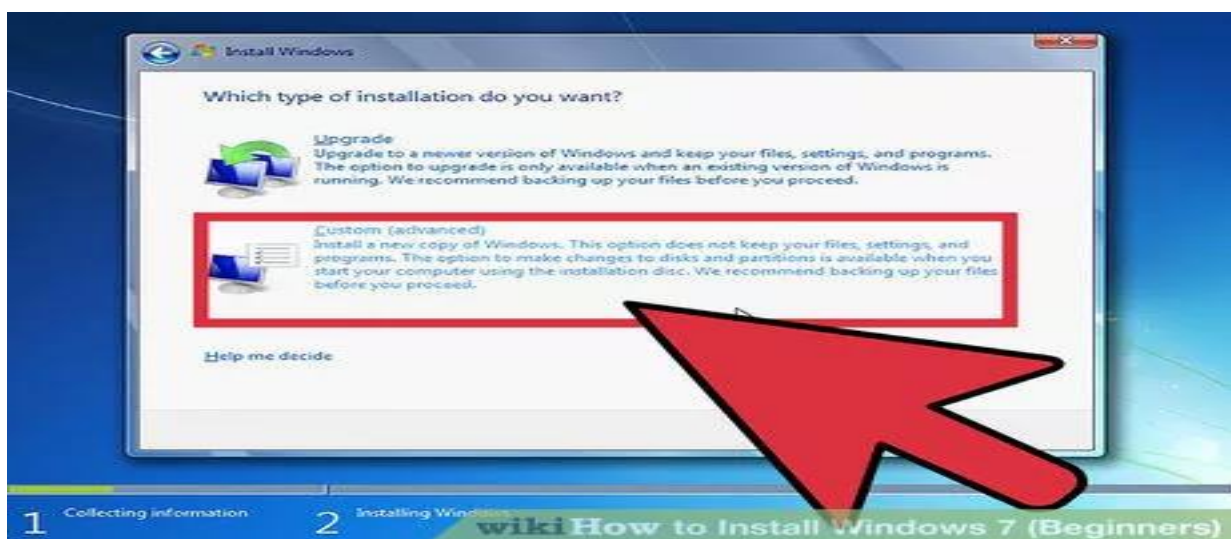 Install Windows
Which type of installation do you want?
Upgrade
Upgrade to a newer version of Windows and keep your files, settings, and programs.
The option to upgrade is only available when an existing version of Windows is
running. We recommend backing up your files before you proceed.
Custom (advanced)
Install a new copy of Windows. This option does not keep your files, settings, and
programs. The option to make changes to disks and partitions is available when you
start your computer using the installation disc. We recommend backing up your files
before you proceed.
Help me decide
1 Collecting information 2 Installing Windows
wikiHow to Install Windows 7 (Beginners)